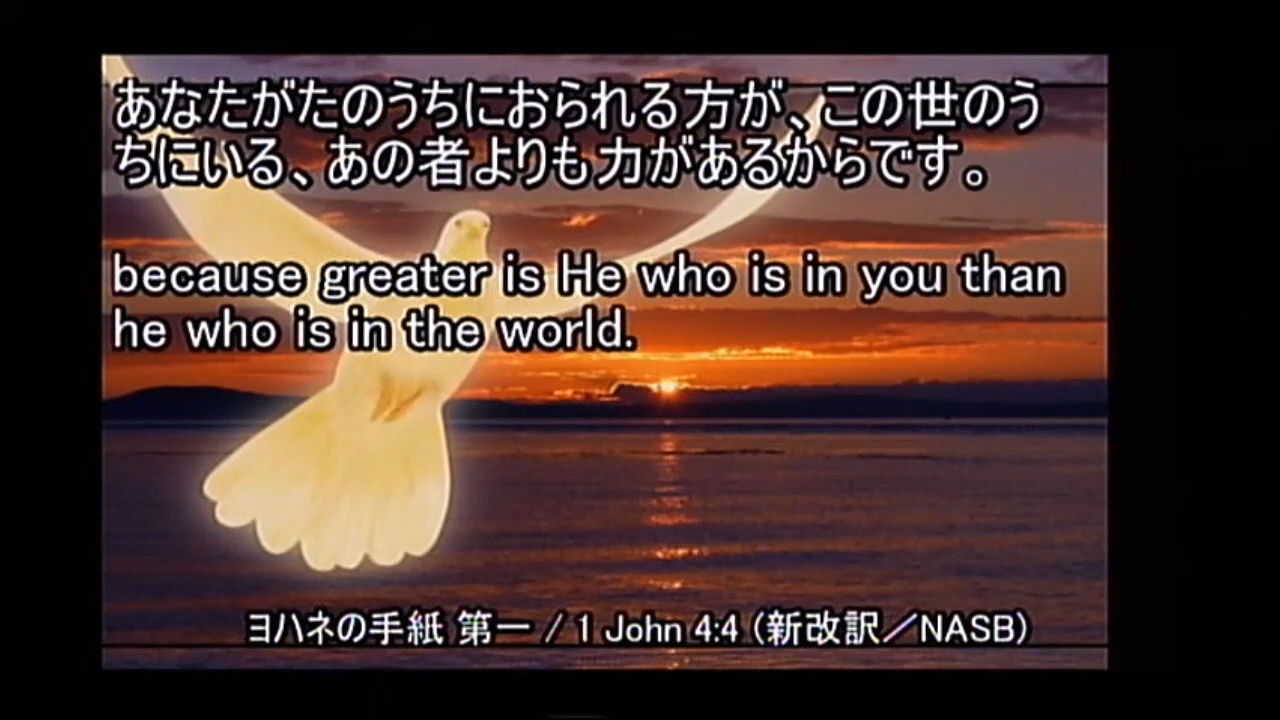 あなたがたのうちにおられる方が、この世のう
ちにいる、あの者よりも力があるからです。
because greater is He who is in you than
he who is in the world.
ヨハネの手紙 第一 / 1 John 4:4 (新改訳／NASB)